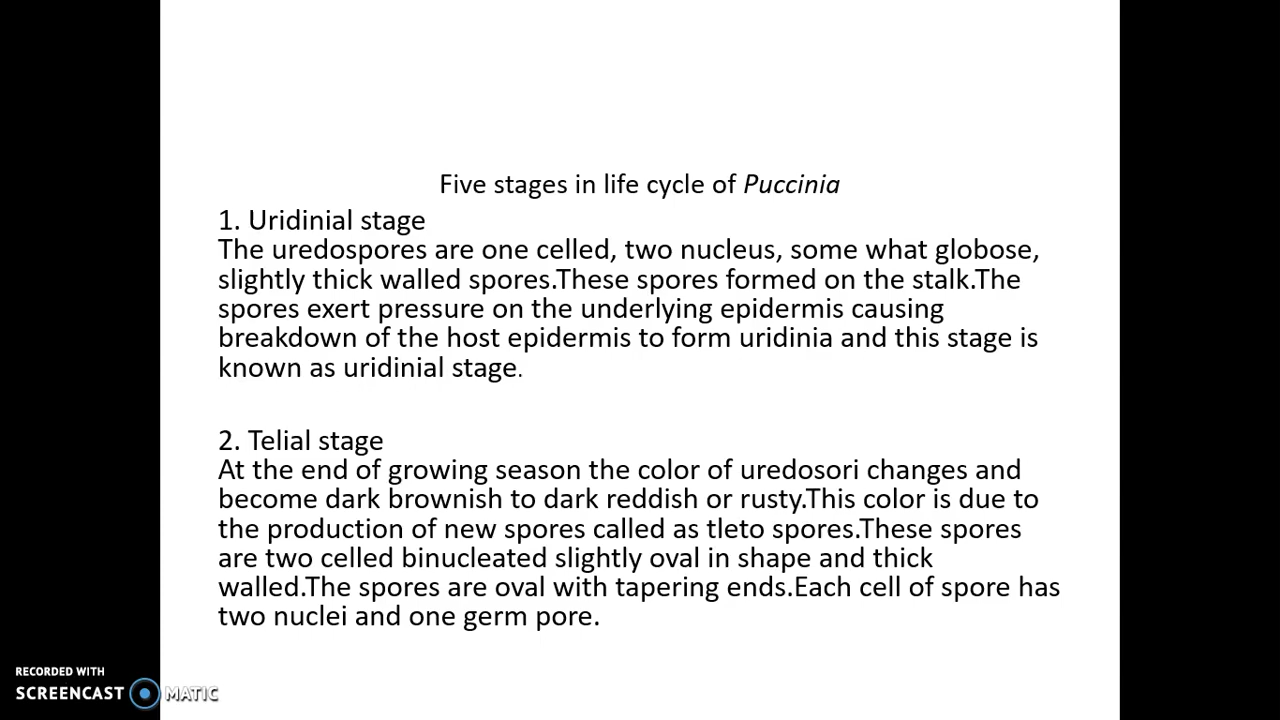 Five stages in life cycle of Puccinia
1. Uridinial stage
The uredospores are one celled, two nucleus, some what globose,
slightly thick walled spores.These spores formed on the stalk.The
spores exert pressure on the underlying epidermis causing
breakdown of the host epidermis to form uridinia and this stage is
known as uridinial stage.
2. Telial stage
At the end of growing season the color of uredosori changes and
become dark brownish to dark reddish or rusty.This color is due to
the production of new spores called as tleto spores.These spores
are two celled binucleated slightly oval in shape and thick
walled.The spores are oval with tapering ends.Each cell of spore has
two nuclei and one germ pore.
RECORDED WITH
SCREENCAST MATIC